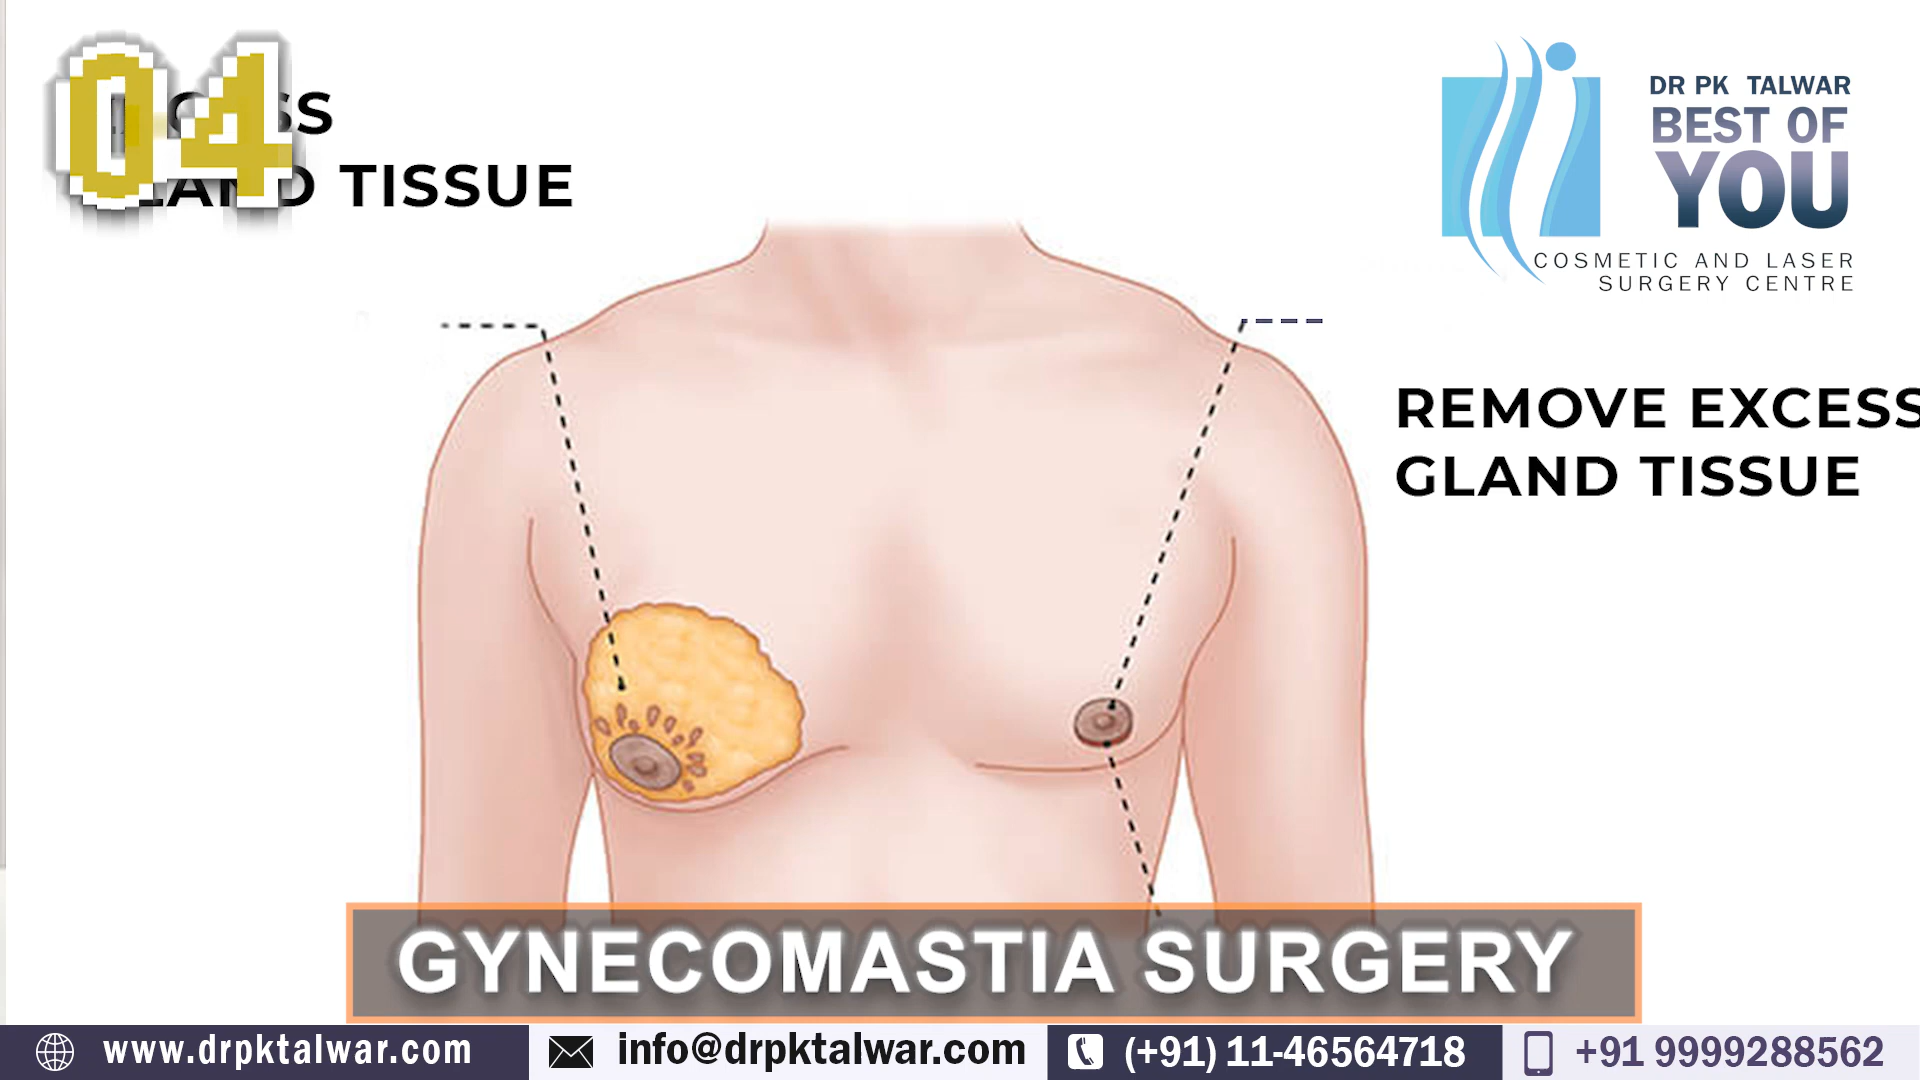 04
TISSUE
DR PK TALWAR
BEST OF
YOU
COSMETIC AND LASER
SURGERY CENTRE
REMOVE EXCESS
GLAND TISSUE
GYNECOMASTIA SURGERY
www.drpktalwar.com
info@drpktalwar.com
(+91) 11-46564718
+91 9999288562